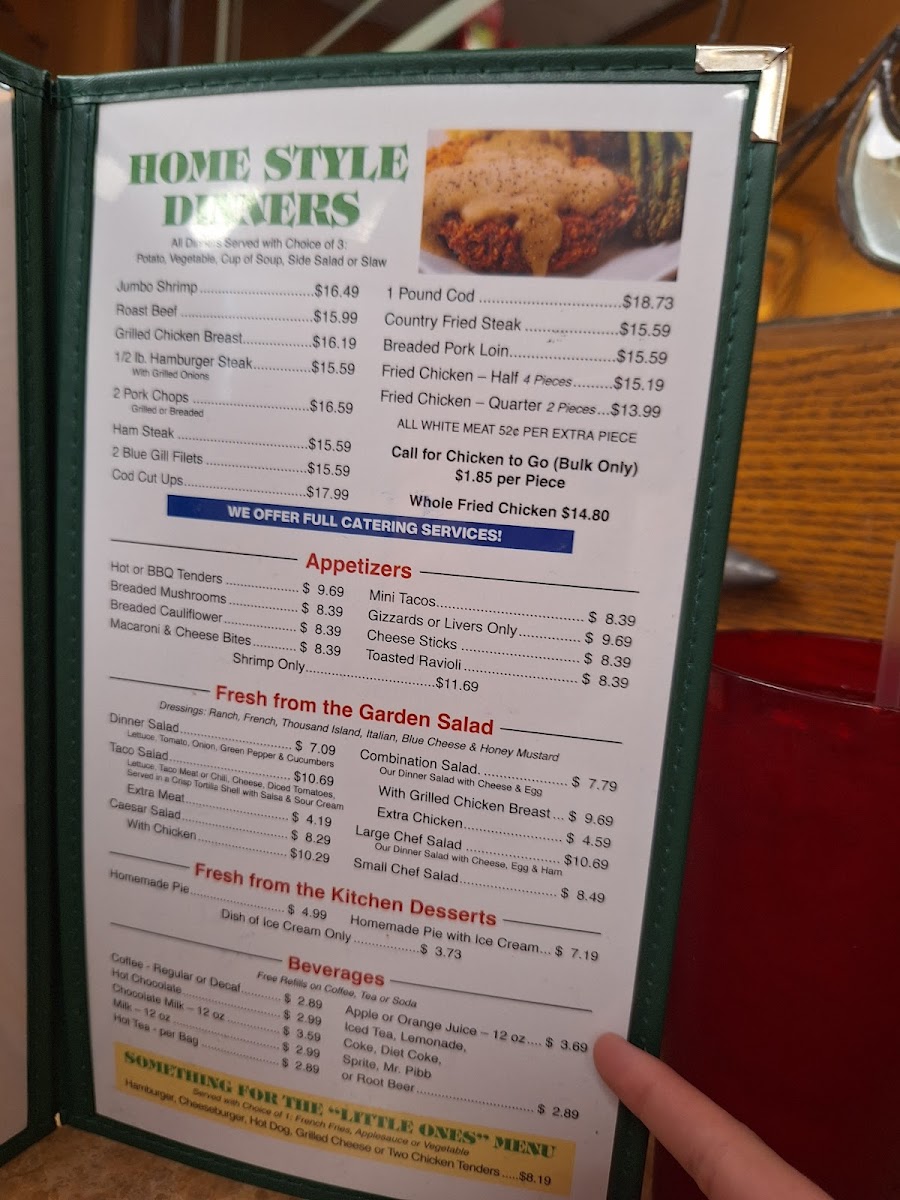 HOME STYLE
DINNERS
All Dinners Served with Choice of 3:
Potato, Vegetable, Cup of Soup, Side Salad or Slaw
Jumbo Shrimp..........$16.49
Roast Beef..........$15.99
Grilled Chicken Breast..........$16.19
1/2 lb. Hamburger Steak..........$15.59
With Grilled Onions
2 Pork Chops..........$16.59
Grilled or Breaded
Ham Steak..........$15.59
2 Blue Gill Filets..........$15.59
Cod Cut Ups..........$17.99
1 Pound Cod..........$18.73
Country Fried Steak..........$15.59
Breaded Pork Loin..........$15.59
Fried Chicken – Half 4 Pieces..........$15.19
Fried Chicken – Quarter 2 Pieces...$13.99
ALL WHITE MEAT 52¢ PER EXTRA PIECE
Call for Chicken to Go (Bulk Only)
$1.85 per Piece
Whole Fried Chicken $14.80
WE OFFER FULL CATERING SERVICES!
Appetizers
Hot or BBQ Tenders..........$ 9.69
Breaded Mushrooms..........$ 8.39
Breaded Cauliflower..........$ 8.39
Macaroni & Cheese Bites..........$ 8.39
Mini Tacos..........$ 8.39
Gizzards or Livers Only..........$ 9.69
Cheese Sticks..........$ 8.39
Toasted Ravioli..........$ 8.39
Shrimp Only..........$11.69
Fresh from the Garden Salad
Dressings: Ranch, French, Thousand Island, Italian, Blue Cheese & Honey Mustard
Dinner Salad..........$ 7.09
Lettuce, Tomato, Onion, Green Pepper & Cucumbers
Taco Salad..........$10.69
Lettuce, Taco Meat or Chili, Cheese, Diced Tomatoes,
Served in a Crisp Tortilla Shell with Salsa & Sour Cream
Extra Meat..........$ 4.19
Caesar Salad..........$ 8.29
With Chicken..........$10.29
Combination Salad..........$ 7.79
Our Dinner Salad with Cheese & Egg
With Grilled Chicken Breast...$ 9.69
Extra Chicken..........$ 4.59
Large Chef Salad..........$10.69
Our Dinner Salad with Cheese, Egg & Ham
Small Chef Salad..........$ 8.49
Fresh from the Kitchen Desserts
Homemade Pie..........$ 4.99
Homemade Pie with Ice Cream...$ 7.19
Dish of Ice Cream Only..........$ 3.73
Beverages
Free Refills on Coffee, Tea or Soda
Coffee - Regular or Decaf..........$ 2.89
Hot Chocolate..........$ 2.99
Chocolate Milk – 12 oz..........$ 3.59
Milk – 12 oz..........$ 2.99
Hot Tea - per Bag..........$ 2.89
Apple or Orange Juice – 12 oz....$ 3.69
Iced Tea, Lemonade,
Coke, Diet Coke,
Sprite, Mr. Pibb
or Root Beer..........$ 2.89
SOMETHING FOR THE “LITTLE ONES” MENU
Served with Choice of 1: French Fries, Applesauce or Vegetable
Hamburger, Cheeseburger, Hot Dog, Grilled Cheese or Two Chicken Tenders.....$8.19